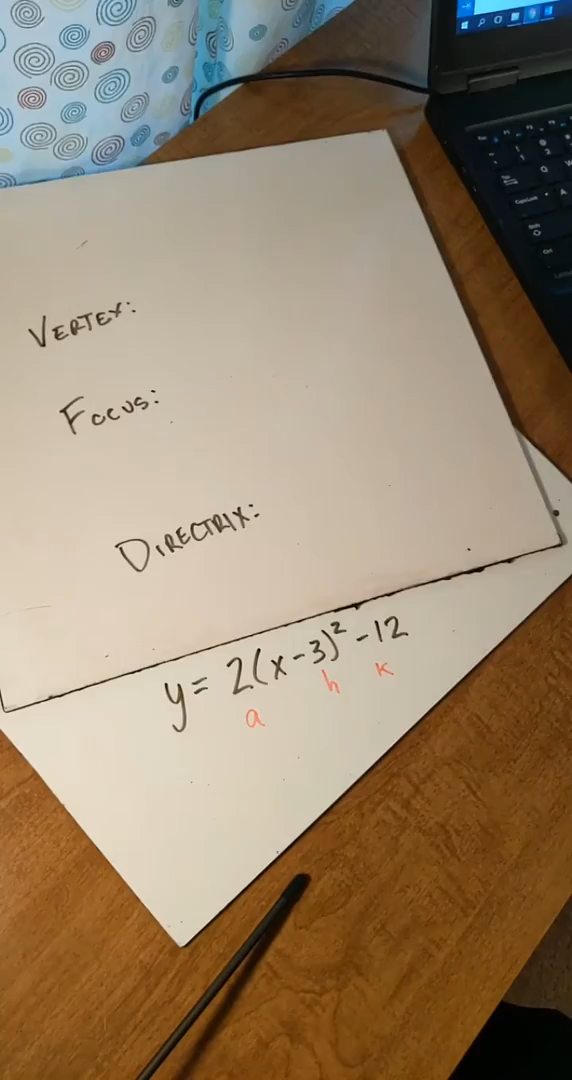 VERTEX:
FOCUS:
DIRECTRIX:
y = 2(x-3)² -12
a h k